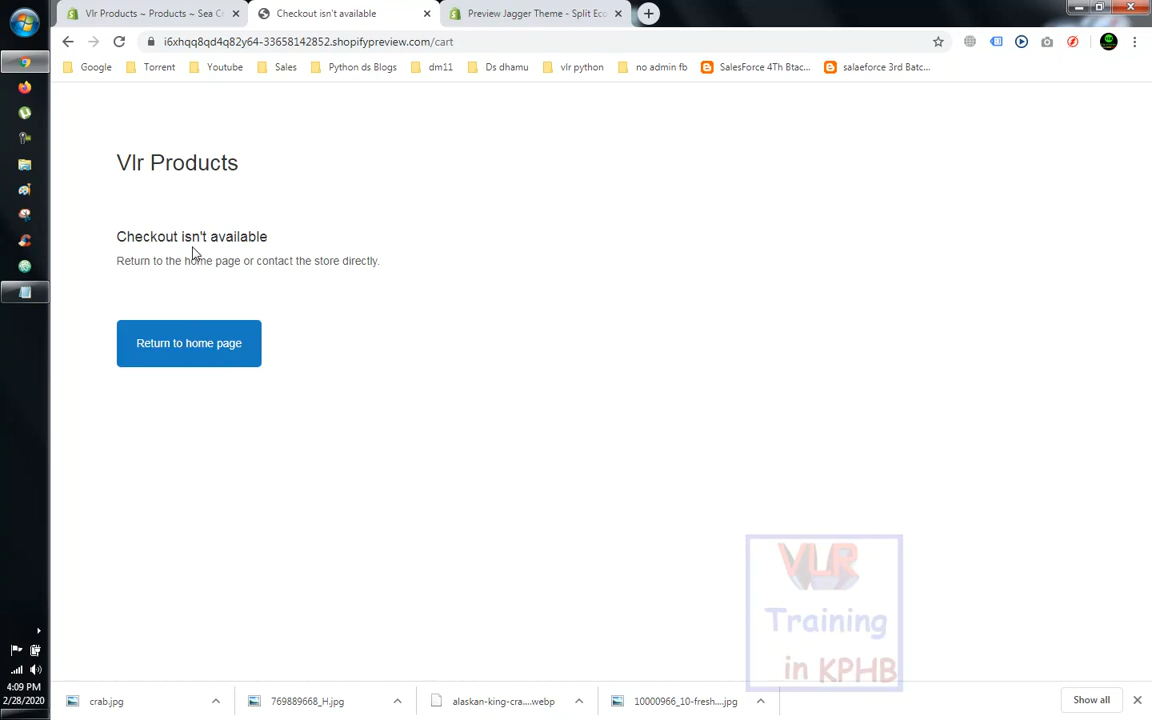 Vlr Products ~ Products ~ Sea C
Checkout isn't available
Preview Jagger Theme - Split Eco
i6xhqq8qd4q82y64-33658142852.shopifypreview.com/cart
Google
Torrent
Youtube
Sales
Python ds Blogs
dm11
Ds dhamu
vlr python
no admin fb
SalesForce 4Th Btac...
salaeforce 3rd Batc...
Vlr Products
Checkout isn't available
Return to the home page or contact the store directly.
Return to home page
VLR
Training
in KPHB
4:09 PM
2/28/2020
crab.jpg
769889668_H.jpg
alaskan-king-cra....webp
10000966_10-fresh....jpg
Show all